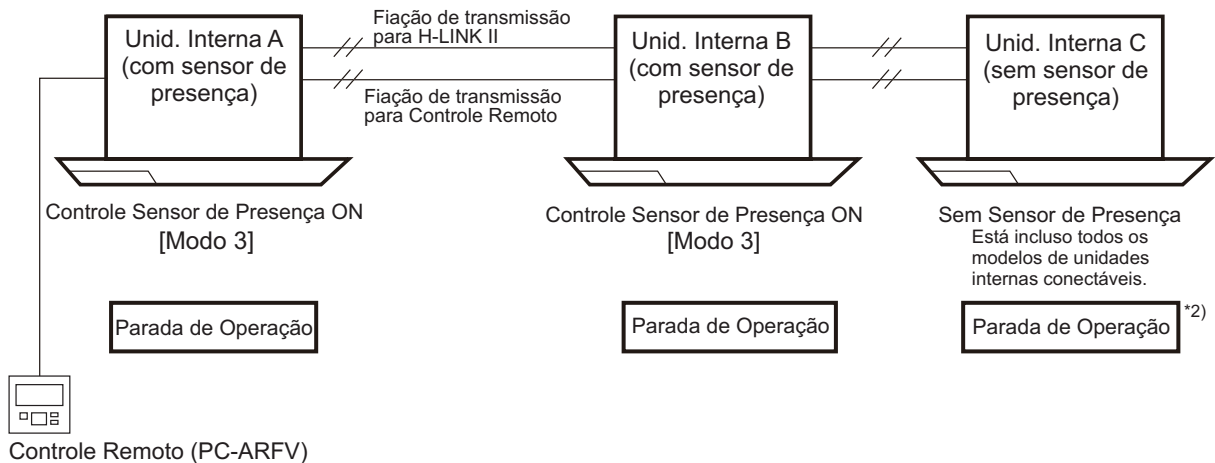 Unid. Interna A
(com sensor de
presença)
Fiação de transmissão
para H-LINK II
Fiação de transmissão
para Controle Remoto
Unid. Interna B
(com sensor de
presença)
Unid. Interna C
(sem sensor de
presença)
Controle Sensor de Presença ON
[Modo 3]
Controle Sensor de Presença ON
[Modo 3]
Sem Sensor de Presença
Está incluso todos os
modelos de unidades
internas conectáveis.
Parada de Operação
Parada de Operação
Parada de Operação
*2)
Controle Remoto (PC-ARFV)